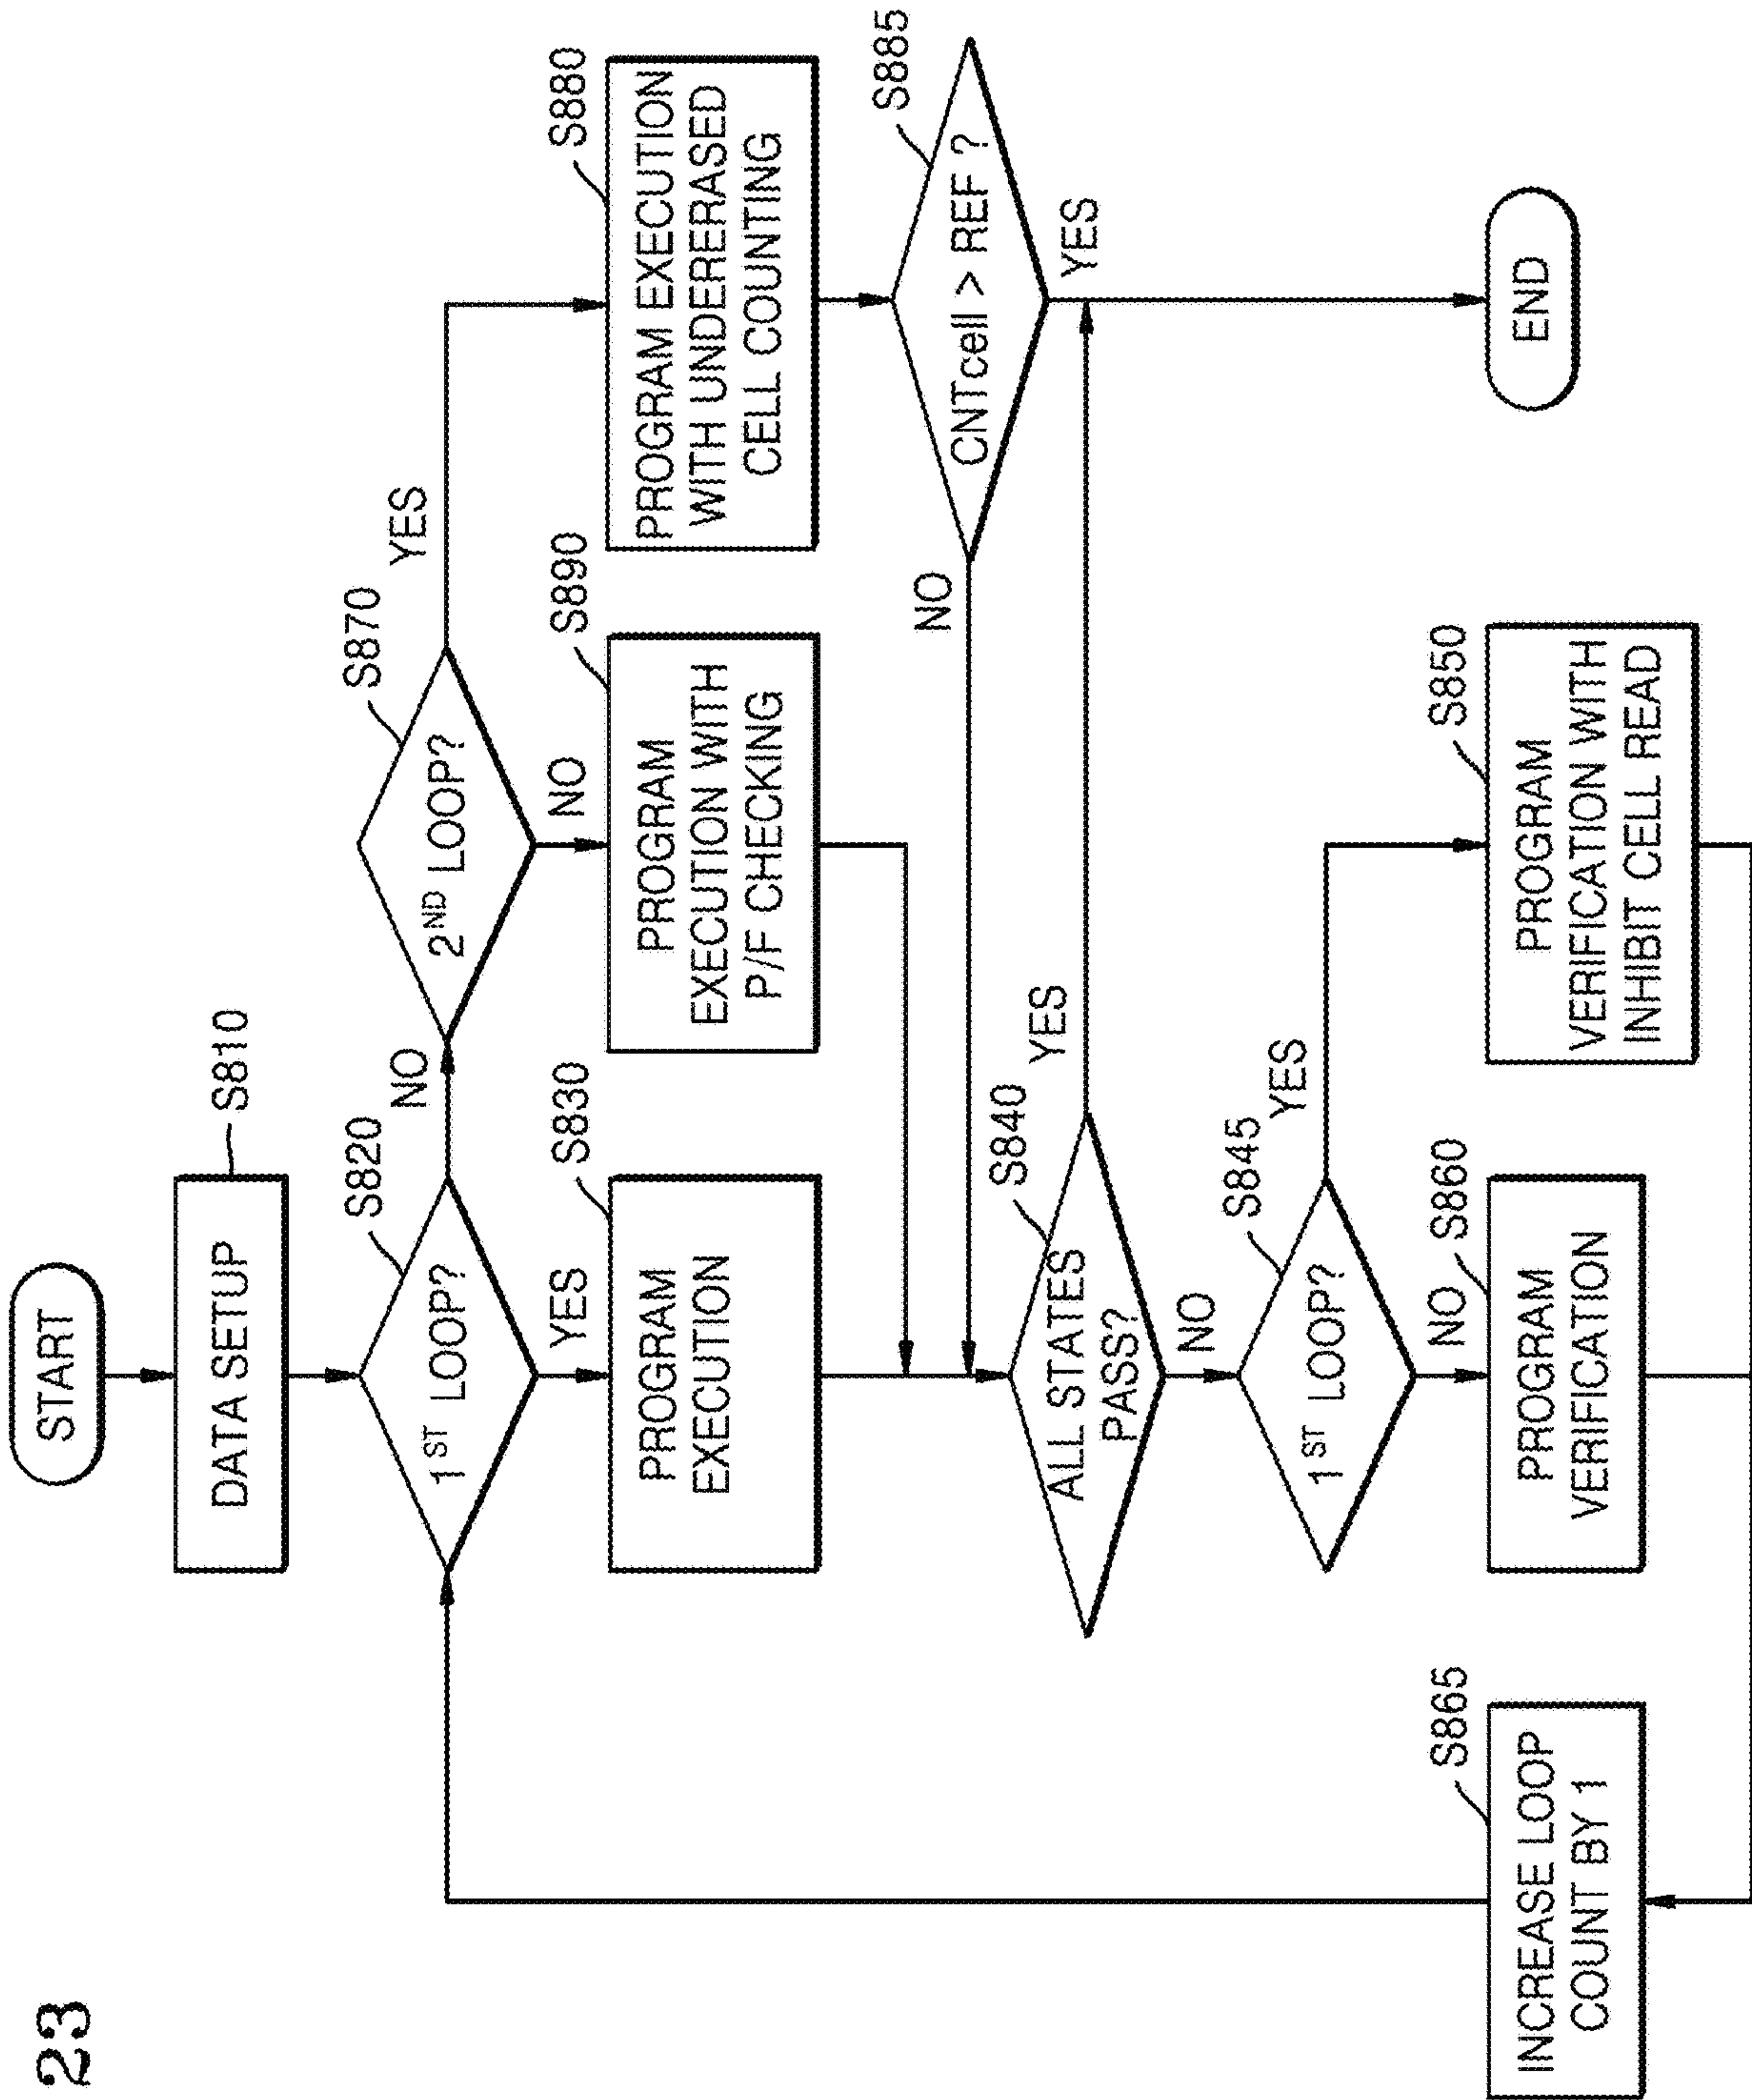 23
START
DATA SETUP
S810
1ST LOOP?
S820
NO
YES
2ND LOOP?
S870
YES
NO
PROGRAM
EXECUTION
S830
PROGRAM
EXECUTION WITH
P/F CHECKING
S890
PROGRAM EXECUTION
WITH UNDERERASED
CELL COUNTING
S880
CNTcell > REF ?
S885
NO
YES
ALL STATES
PASS?
S840
YES
NO
1ST LOOP?
S845
YES
NO
INCREASE LOOP
COUNT BY 1
S865
PROGRAM
VERIFICATION
S860
PROGRAM
VERIFICATION WITH
INHIBIT CELL READ
S850
END